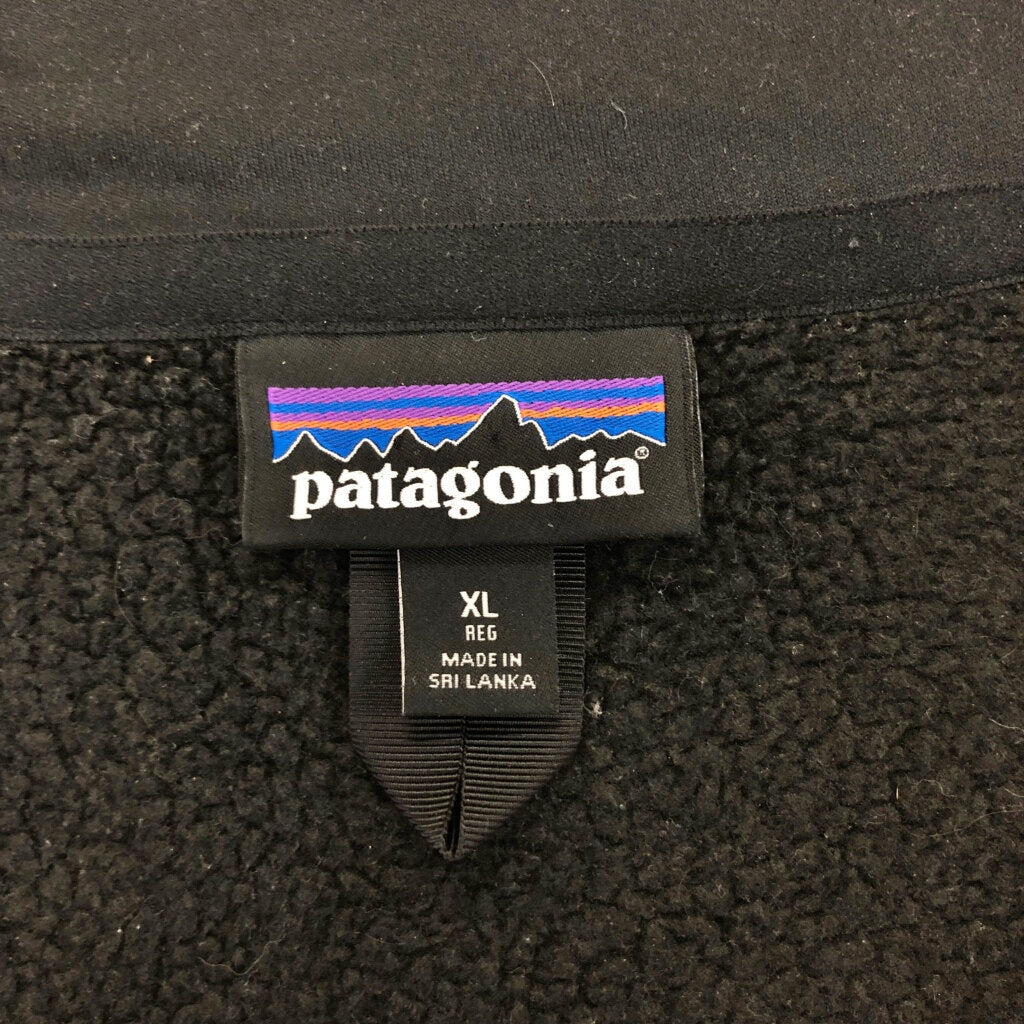 patagonia®
XL
REG
MADE IN
SRI LANKA